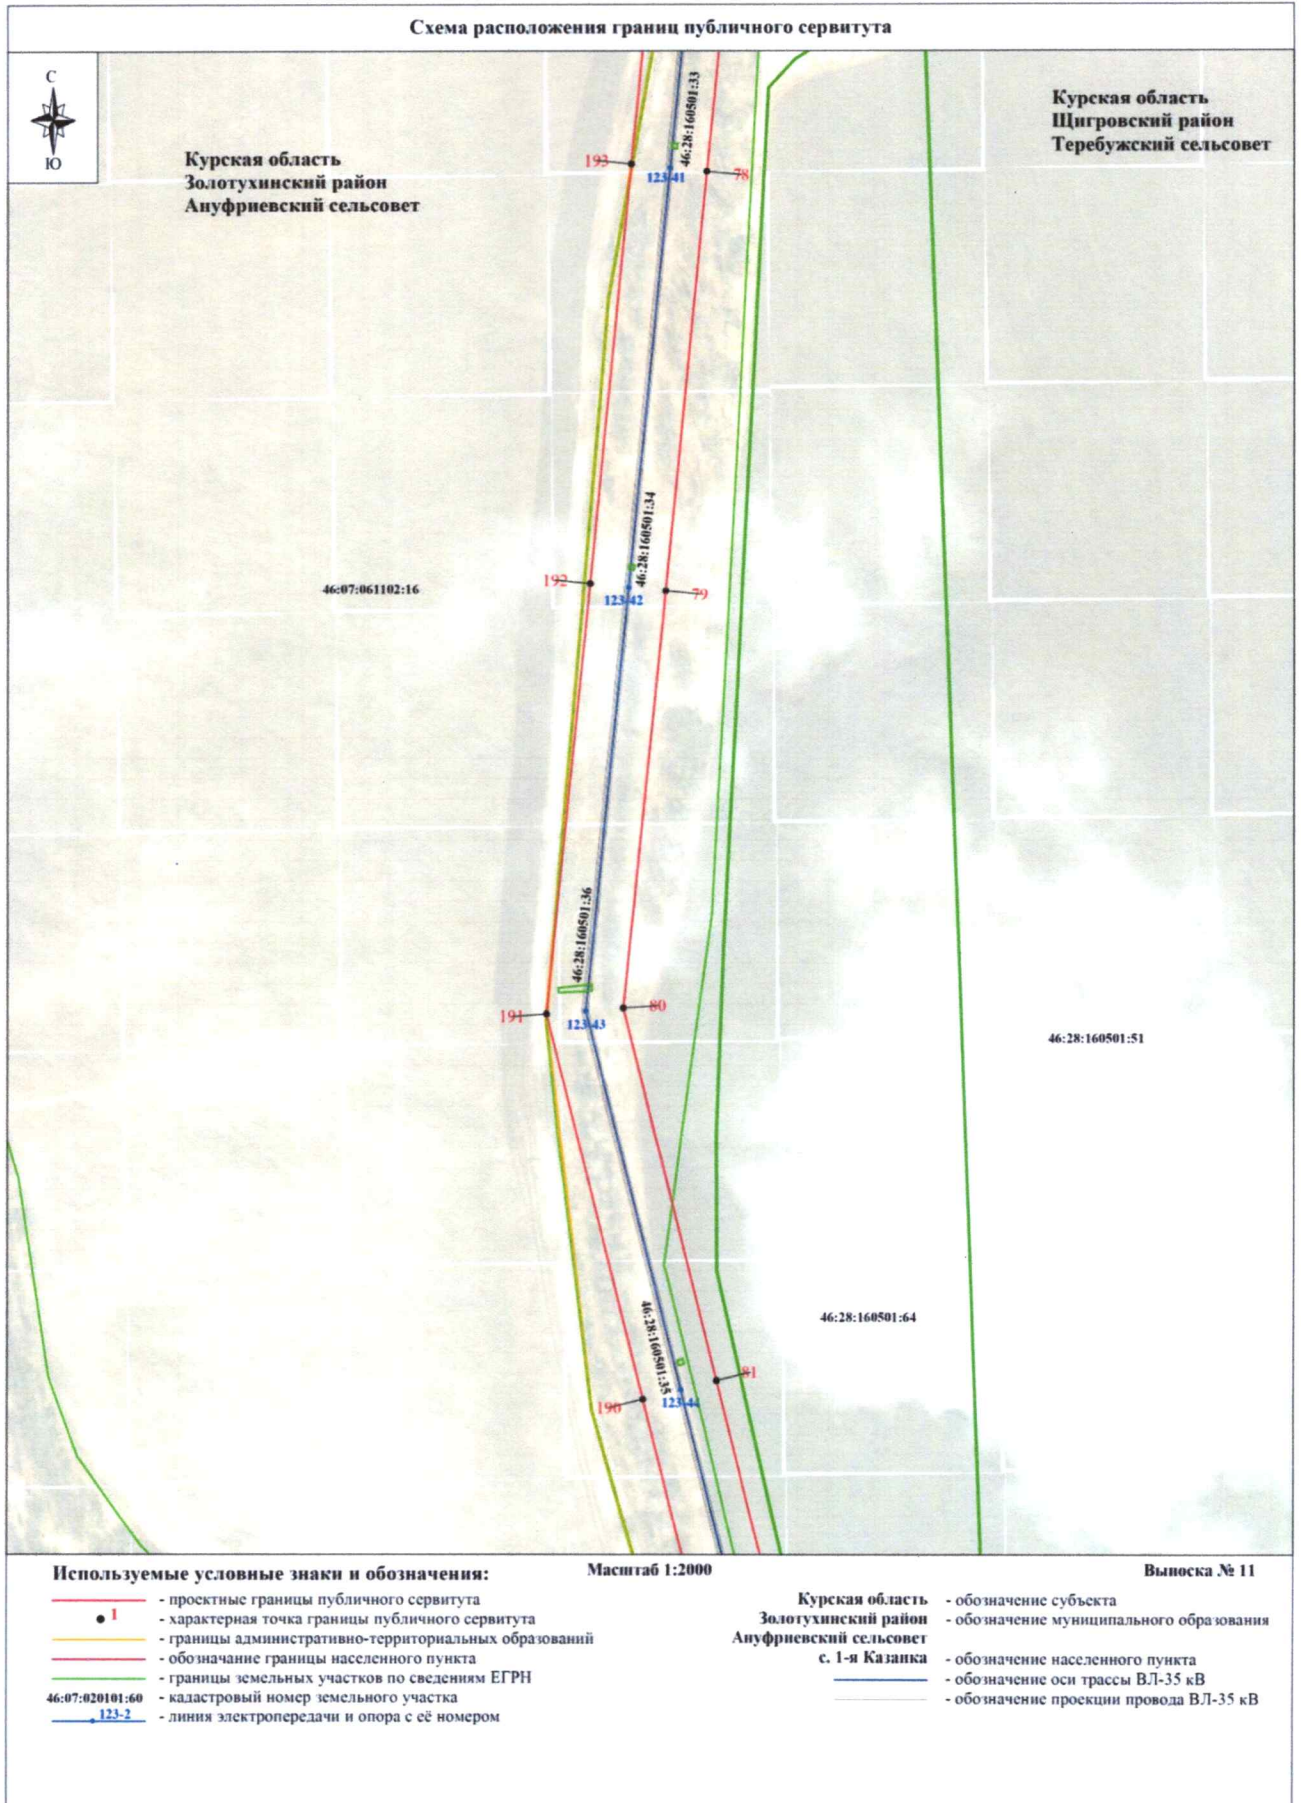 Схема расположения границ публичного сервитута
С
Ю
Курская область
Золотухинский район
Ануфриевский сельсовет
Курская область
Щигровский район
Теребужский сельсовет
193
123-41
46:28:160501:33
78
46:28:160501:34
192
123-42
79
46:07:061102:16
46:28:160501:36
191
123-43
80
46:28:160501:51
46:28:160501:64
46:28:160501:35
190
123-44
81
Используемые условные знаки и обозначения:
Масштаб 1:2000
Выноска № 11
- проектные границы публичного сервитута
1 - характерная точка границы публичного сервитута
- границы административно-территориальных образований
- обозначание границы населенного пункта
- границы земельных участков по сведениям ЕГРН
46:07:020101:60 - кадастровый номер земельного участка
123-2 - линия электропередачи и опора с её номером
Курская область - обозначение субъекта
Золотухинский район - обозначение муниципального образования
Ануфриевский сельсовет
с. 1-я Казанка - обозначение населенного пункта
- обозначение оси трассы ВЛ-35 кВ
- обозначение проекции провода ВЛ-35 кВ